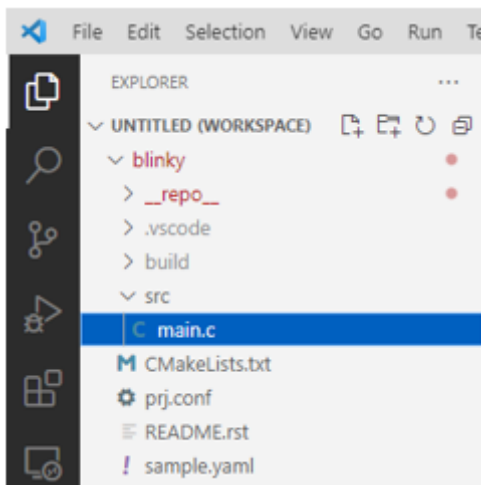 File Edit Selection View Go Run Te
EXPLORER ...
UNTITLED (WORKSPACE)
blinky
__repo__
.vscode
build
src
C main.c
M CMakeLists.txt
prj.conf
README.rst
! sample.yaml